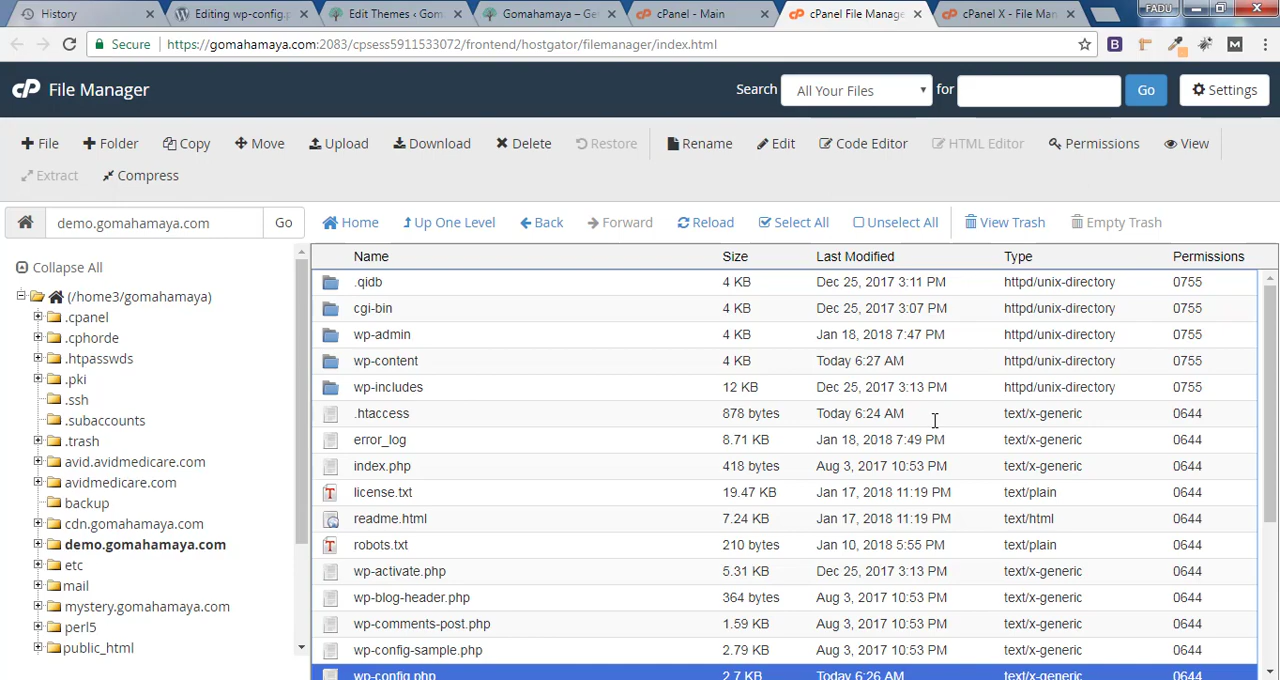 History
Editing wp-config.p
Edit Themes ‹ Gom
Gomahamaya – Ge
cPanel - Main
cPanel File Manage
cPanel X - File Man
FADU
Secure
https://gomahamaya.com:2083/cpsess5911533072/frontend/hostgator/filemanager/index.html
cP File Manager
Search
All Your Files
for
Go
Settings
File
Folder
Copy
Move
Upload
Download
Delete
Restore
Rename
Edit
Code Editor
HTML Editor
Permissions
View
Extract
Compress
demo.gomahamaya.com
Go
Home
Up One Level
Back
Forward
Reload
Select All
Unselect All
View Trash
Empty Trash
Collapse All
(/home3/gomahamaya)
.cpanel
.cphorde
.htpasswds
.pki
.ssh
.subaccounts
.trash
avid.avidmedicare.com
avidmedicare.com
backup
cdn.gomahamaya.com
demo.gomahamaya.com
etc
mail
mystery.gomahamaya.com
perl5
public_html
Name Size Last Modified Type Permissions
.qidb 4 KB Dec 25, 2017 3:11 PM httpd/unix-directory 0755
cgi-bin 4 KB Dec 25, 2017 3:07 PM httpd/unix-directory 0755
wp-admin 4 KB Jan 18, 2018 7:47 PM httpd/unix-directory 0755
wp-content 4 KB Today 6:27 AM httpd/unix-directory 0755
wp-includes 12 KB Dec 25, 2017 3:13 PM httpd/unix-directory 0755
.htaccess 878 bytes Today 6:24 AM text/x-generic 0644
error_log 8.71 KB Jan 18, 2018 7:49 PM text/x-generic 0644
index.php 418 bytes Aug 3, 2017 10:53 PM text/x-generic 0644
license.txt 19.47 KB Jan 17, 2018 11:19 PM text/plain 0644
readme.html 7.24 KB Jan 17, 2018 11:19 PM text/html 0644
robots.txt 210 bytes Jan 10, 2018 5:55 PM text/plain 0644
wp-activate.php 5.31 KB Dec 25, 2017 3:13 PM text/x-generic 0644
wp-blog-header.php 364 bytes Aug 3, 2017 10:53 PM text/x-generic 0644
wp-comments-post.php 1.59 KB Aug 3, 2017 10:53 PM text/x-generic 0644
wp-config-sample.php 2.79 KB Aug 3, 2017 10:53 PM text/x-generic 0644
wp-config.php 2.7 KB Today 6:26 AM text/x-generic 0644